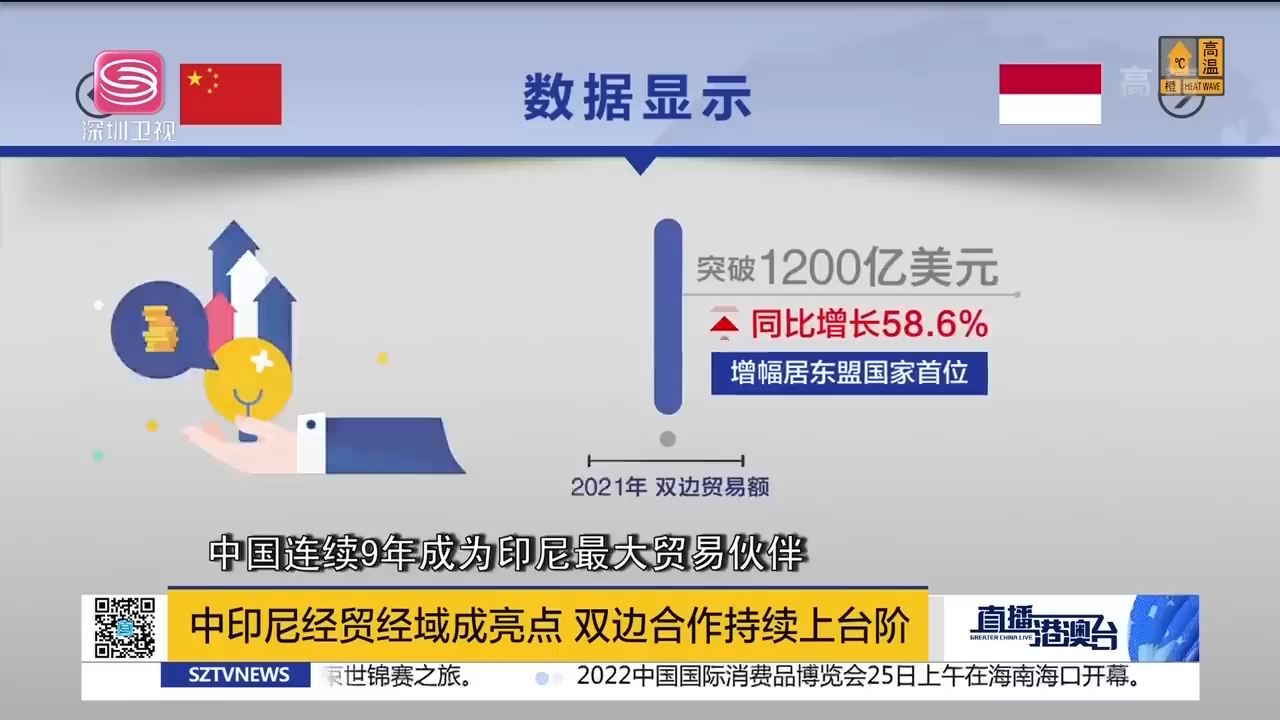 深圳卫视
数据显示
高温
℃
橙
HEAT WAVE
突破1200亿美元
同比增长58.6%
增幅居东盟国家首位
2021年 双边贸易额
中国连续9年成为印尼最大贸易伙伴
中印尼经贸经域成亮点 双边合作持续上台阶
直播港澳台
GREATER CHINA LIVE
SZTVNEWS
束世锦赛之旅。
2022中国国际消费品博览会25日上午在海南海口开幕。